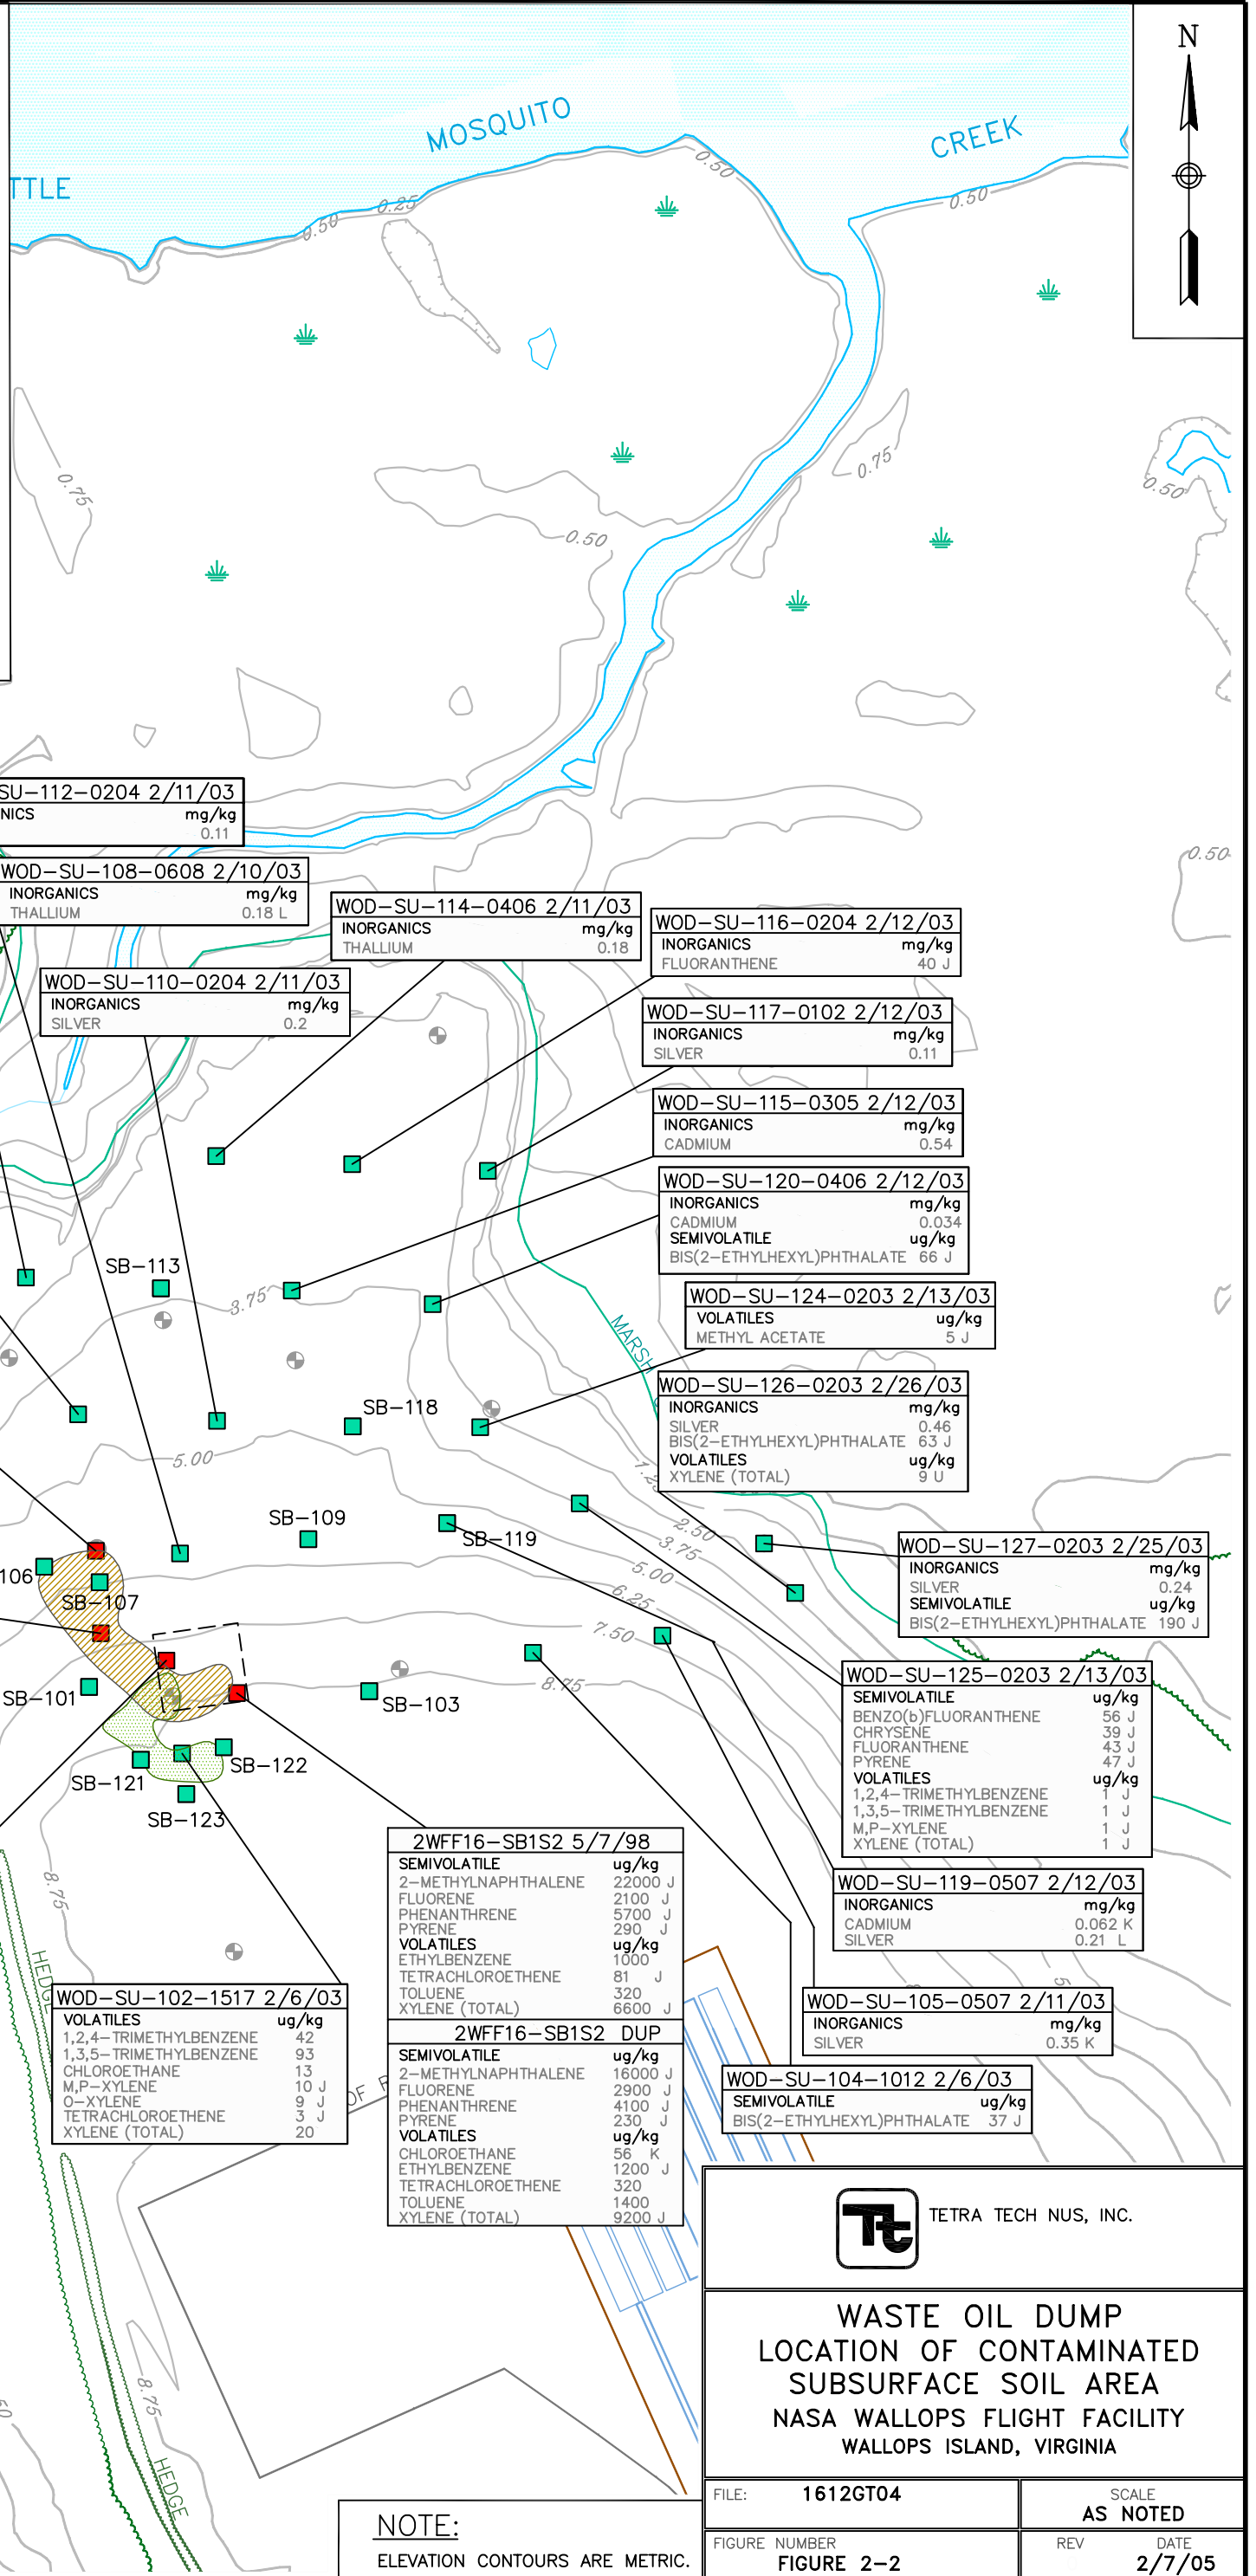 N
MOSQUITO
CREEK
TTLE
0.50
0.25
0.50
0.50
0.75
0.75
0.50
0.50
0.50
SU-112-0204 2/11/03
NICS mg/kg
0.11
WOD-SU-108-0608 2/10/03
INORGANICS mg/kg
THALLIUM 0.18 L
WOD-SU-114-0406 2/11/03
INORGANICS mg/kg
THALLIUM 0.18
WOD-SU-116-0204 2/12/03
INORGANICS mg/kg
FLUORANTHENE 40 J
WOD-SU-110-0204 2/11/03
INORGANICS mg/kg
SILVER 0.2
WOD-SU-117-0102 2/12/03
INORGANICS mg/kg
SILVER 0.11
WOD-SU-115-0305 2/12/03
INORGANICS mg/kg
CADMIUM 0.54
WOD-SU-120-0406 2/12/03
INORGANICS mg/kg
CADMIUM 0.034
SEMIVOLATILE ug/kg
BIS(2-ETHYLHEXYL)PHTHALATE 66 J
SB-113
3.75
WOD-SU-124-0203 2/13/03
VOLATILES ug/kg
METHYL ACETATE 5 J
MARSH
WOD-SU-126-0203 2/26/03
INORGANICS mg/kg
SILVER 0.46
BIS(2-ETHYLHEXYL)PHTHALATE 63 J
VOLATILES ug/kg
XYLENE (TOTAL) 9 U
SB-118
5.00
SB-109
SB-119
2.50
3.75
5.00
6.25
7.50
8.75
WOD-SU-127-0203 2/25/03
INORGANICS mg/kg
SILVER 0.24
SEMIVOLATILE ug/kg
BIS(2-ETHYLHEXYL)PHTHALATE 190 J
106
SB-107
SB-101
SB-103
WOD-SU-125-0203 2/13/03
SEMIVOLATILE ug/kg
BENZO(b)FLUORANTHENE 56 J
CHRYSENE 39 J
FLUORANTHENE 43 J
PYRENE 47 J
VOLATILES ug/kg
1,2,4-TRIMETHYLBENZENE 1 J
1,3,5-TRIMETHYLBENZENE 1 J
M,P-XYLENE 1 J
XYLENE (TOTAL) 1 J
SB-121
SB-122
SB-123
2WFF16-SB1S2 5/7/98
SEMIVOLATILE ug/kg
2-METHYLNAPHTHALENE 22000 J
FLUORENE 2100 J
PHENANTHRENE 5700 J
PYRENE 290 J
VOLATILES ug/kg
ETHYLBENZENE 1000
TETRACHLOROETHENE 81 J
TOLUENE 320
XYLENE (TOTAL) 6600 J
2WFF16-SB1S2 DUP
SEMIVOLATILE ug/kg
2-METHYLNAPHTHALENE 16000 J
FLUORENE 2900 J
PHENANTHRENE 4100 J
PYRENE 230 J
VOLATILES ug/kg
CHLOROETHANE 56 K
ETHYLBENZENE 1200 J
TETRACHLOROETHENE 320
TOLUENE 1400
XYLENE (TOTAL) 9200 J
WOD-SU-119-0507 2/12/03
INORGANICS mg/kg
CADMIUM 0.062 K
SILVER 0.21 L
8.75
HEDGE
WOD-SU-102-1517 2/6/03
VOLATILES ug/kg
1,2,4-TRIMETHYLBENZENE 42
1,3,5-TRIMETHYLBENZENE 93
CHLOROETHANE 13
M,P-XYLENE 10 J
O-XYLENE 9 J
TETRACHLOROETHENE 3 J
XYLENE (TOTAL) 20
OF
WOD-SU-105-0507 2/11/03
INORGANICS mg/kg
SILVER 0.35 K
WOD-SU-104-1012 2/6/03
SEMIVOLATILE ug/kg
BIS(2-ETHYLHEXYL)PHTHALATE 37 J
Tt
TETRA TECH NUS, INC.
WASTE OIL DUMP
LOCATION OF CONTAMINATED
SUBSURFACE SOIL AREA
NASA WALLOPS FLIGHT FACILITY
WALLOPS ISLAND, VIRGINIA
8.75
HEDGE
FILE: 1612GT04
SCALE
AS NOTED
FIGURE NUMBER
FIGURE 2-2
REV DATE
2/7/05
NOTE:
ELEVATION CONTOURS ARE METRIC.